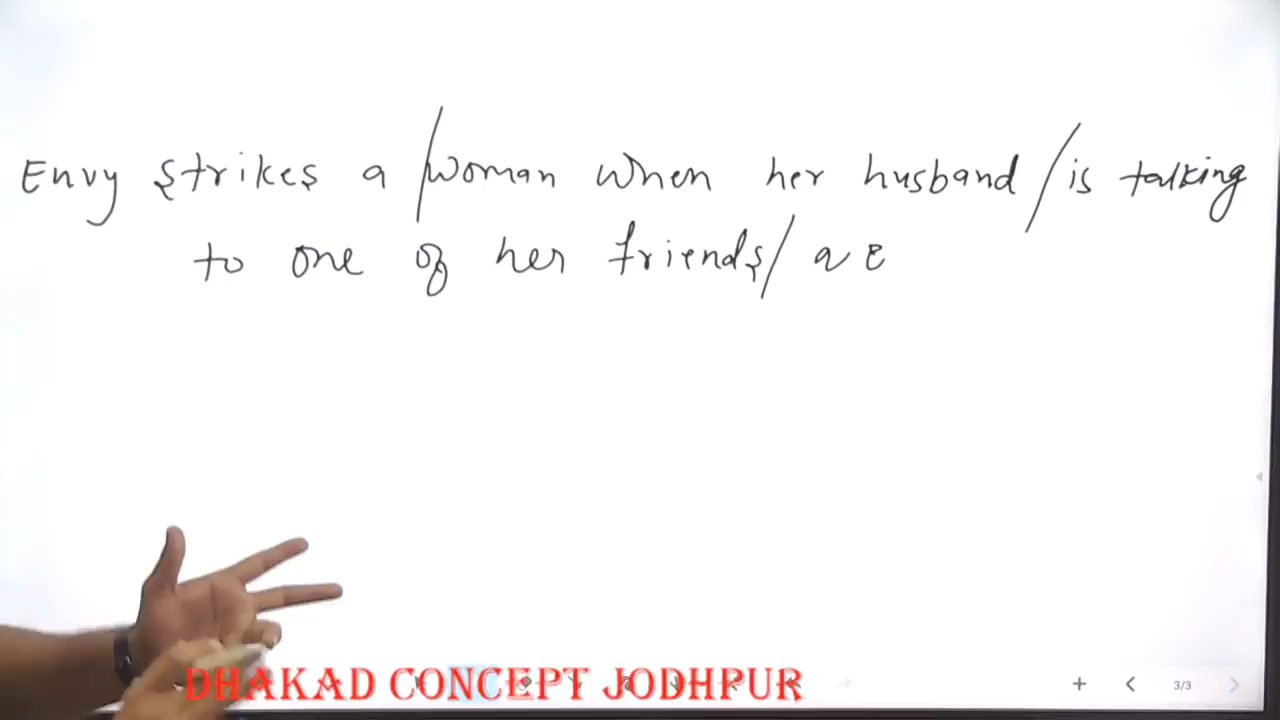 Envy strikes a / woman when her husband / is talking
to one of her friends /
DHAKAD CONCEPT JODHPUR
3/3